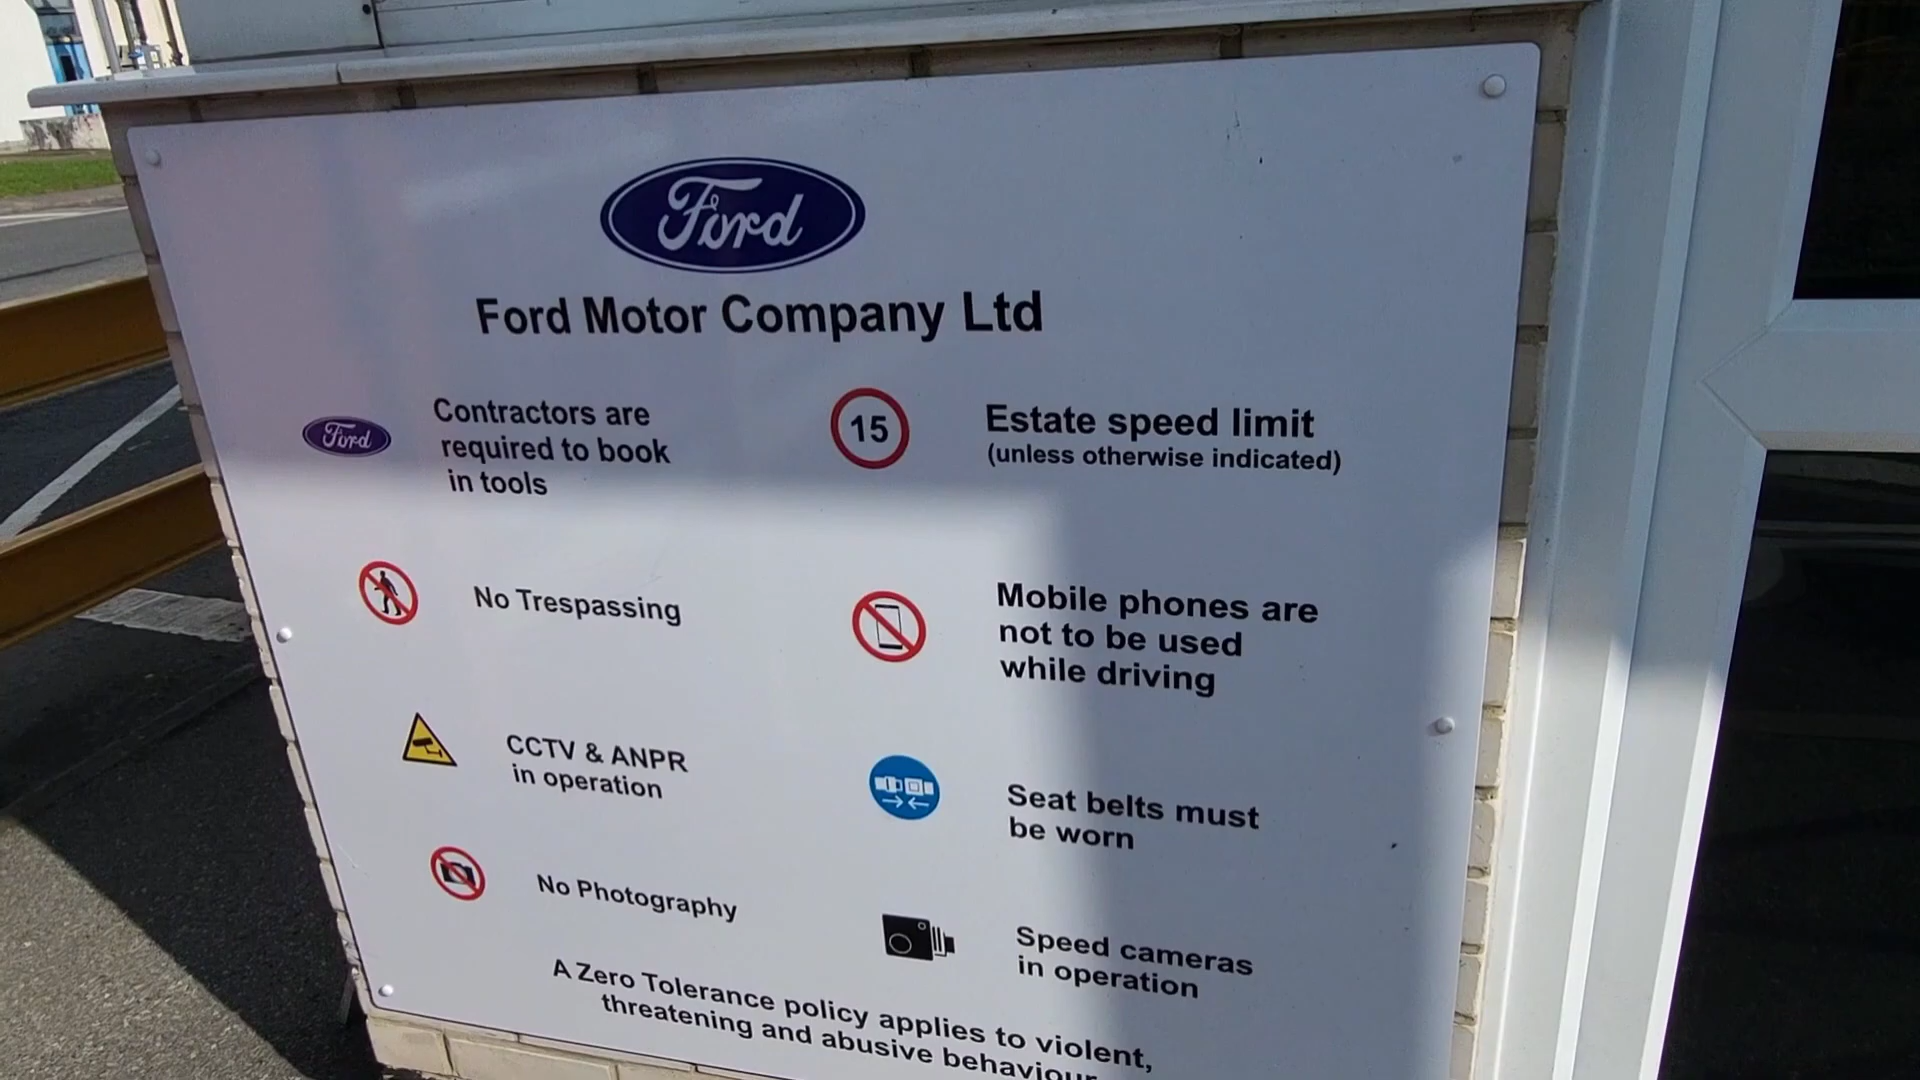 Ford
Ford Motor Company Ltd
Ford
Contractors are
required to book
in tools
15
Estate speed limit
(unless otherwise indicated)
No Trespassing
Mobile phones are
not to be used
while driving
CCTV & ANPR
in operation
Seat belts must
be worn
No Photography
Speed cameras
in operation
A Zero Tolerance policy applies to violent,
threatening and abusive behaviour